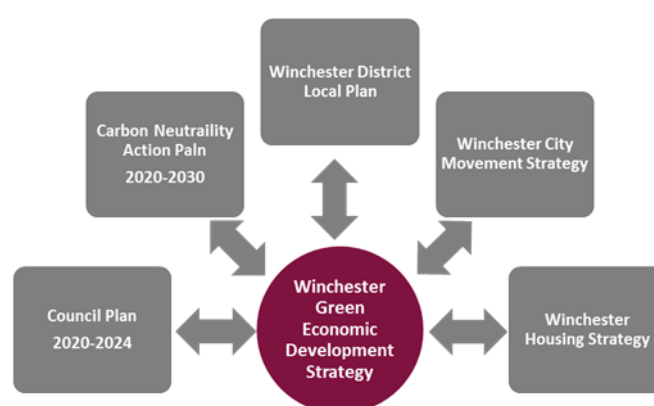 Winchester District
Local Plan
Carbon Neutraility
Action Paln
2020-2030
Winchester City
Movement Strategy
Council Plan
2020-2024
Winchester
Green
Economic
Development
Strategy
Winchester
Housing Strategy